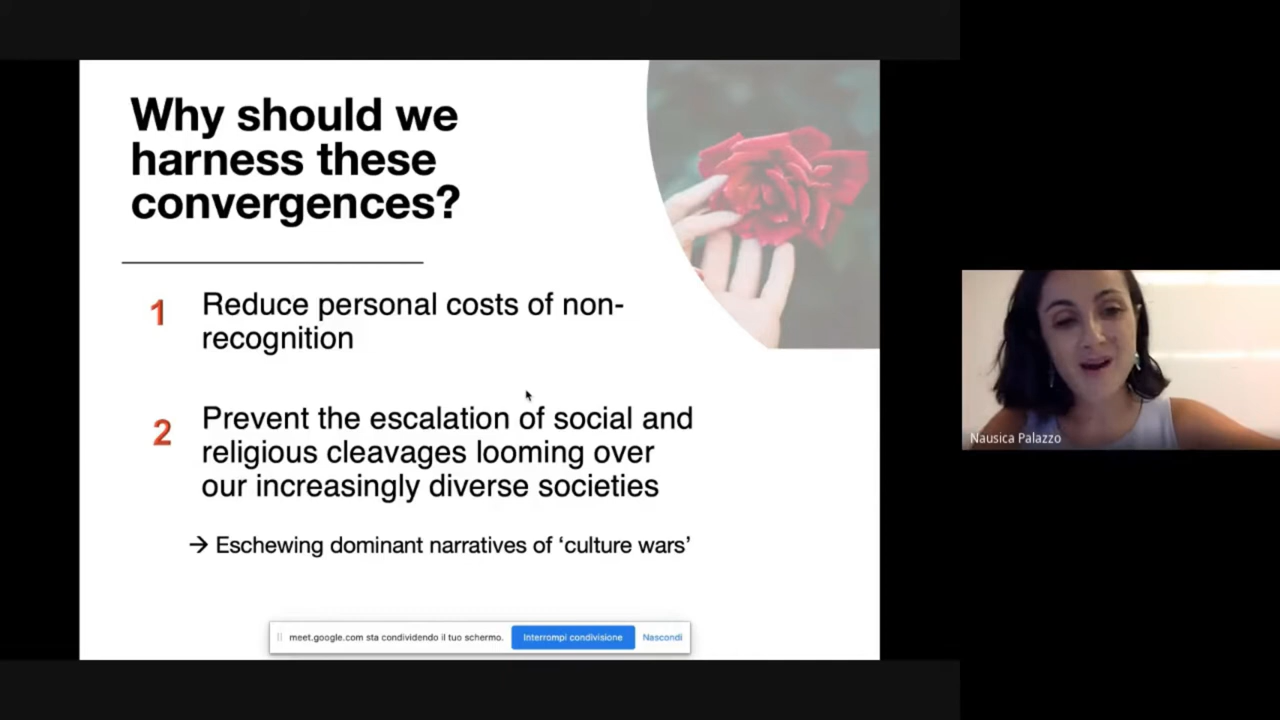 Why should we
harness these
convergences?
1 Reduce personal costs of non-
recognition
2 Prevent the escalation of social and
religious cleavages looming over
our increasingly diverse societies
→ Eschewing dominant narratives of ‘culture wars’
meet.google.com sta condividendo il tuo schermo. Interrompi condivisione Nascondi
Nausica Palazzo